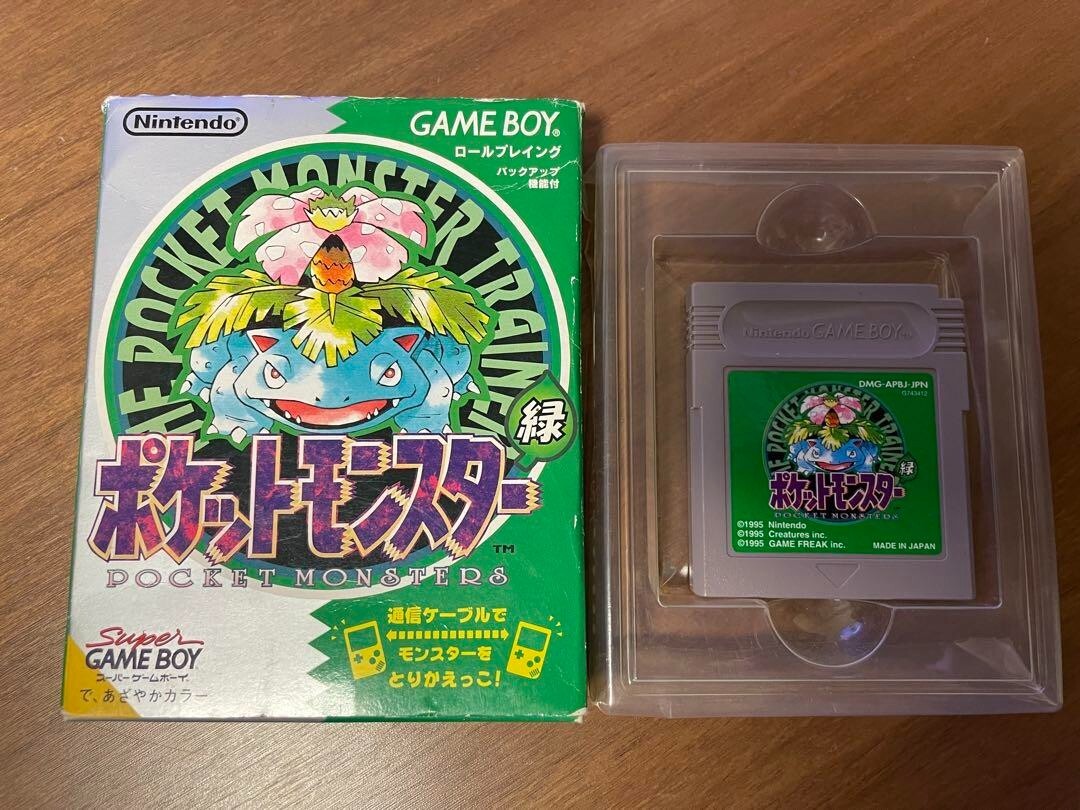 Nintendo
GAME BOY®
ロールプレイング
バックアップ
機能付
THE POCKET MONSTER TRAINER
緑
ポケットモンスター
TM
POCKET MONSTERS
通信ケーブルで
モンスターを
とりかえっこ!
Super
GAME BOY
スーパーゲームボーイ
で、あざやかカラー
Nintendo GAME BOY
DMG-APBJ-JPN
G743412
THE POCKET MONSTER TRAINER
緑
ポケットモンスター
POCKET MONSTERS
©1995 Nintendo
©1995 Creatures inc.
©1995 GAME FREAK inc.
MADE IN JAPAN